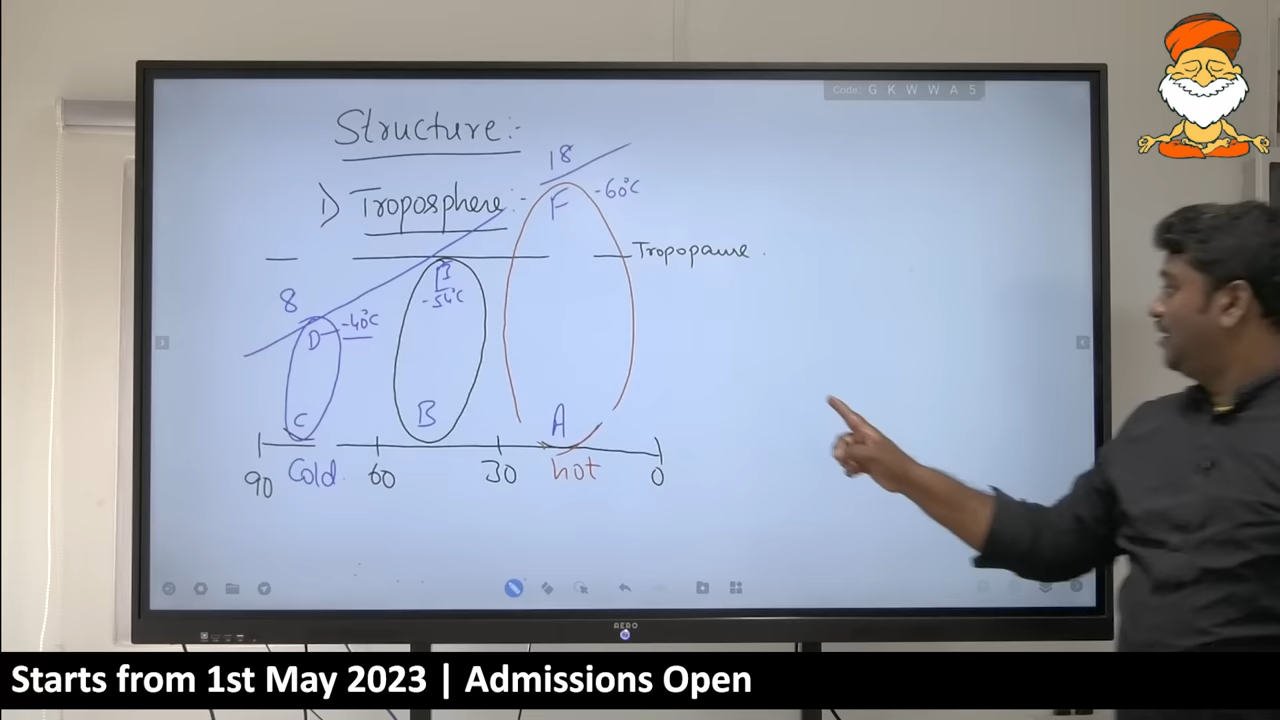 Code: G K W W A 5
Structure:-
18
1) Troposphere:-
-60°C
F
Tropopause.
8
-54°C
-40°C
D
C
B
A
90 Cold 60 30 hot 0
AERO
Starts from 1st May 2023 | Admissions Open